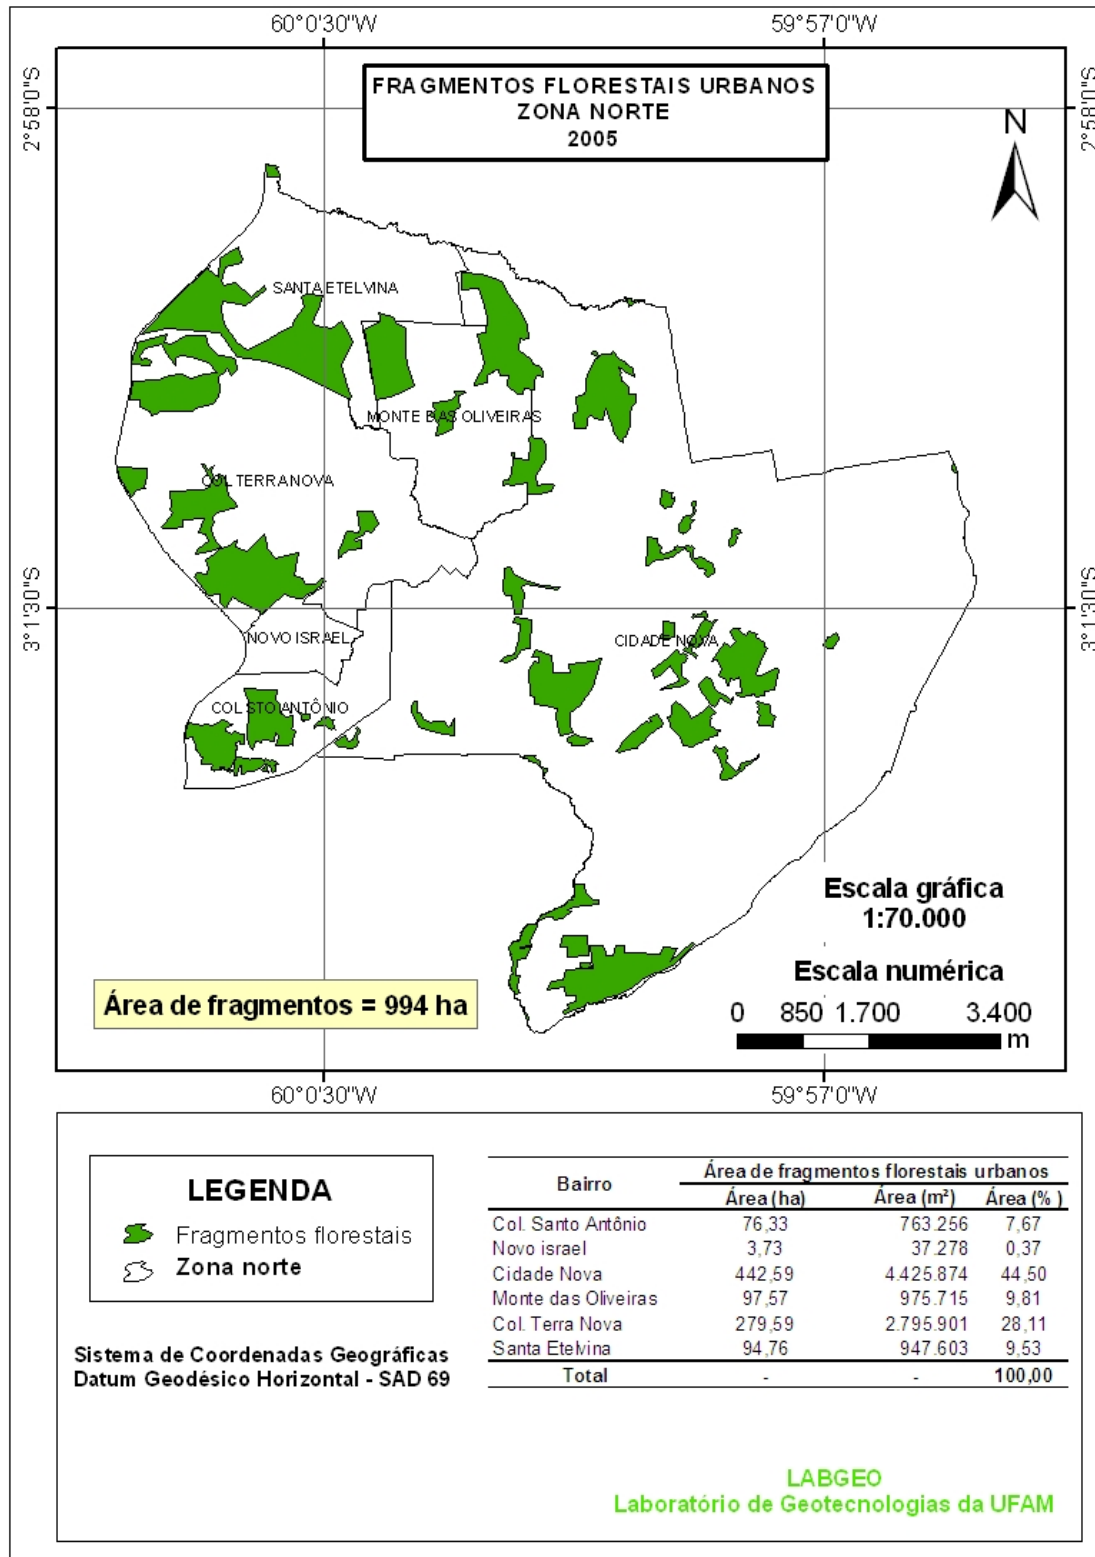 60°0'30"W 59°57'0"W
2°58'0"S 2°58'0"S
FRAGMENTOS FLORESTAIS URBANOS
ZONA NORTE
2005
N
SANTA ETELVINA
MONTE DAS OLIVEIRAS
COL TERRA NOVA
3°1'30"S 3°1'30"S
NOVO ISRAEL
CIDADE NOVA
COL STO ANTÔNIO
Escala gráfica
1:70.000
Escala numérica
Área de fragmentos = 994 ha
0 850 1.700 3.400
m
60°0'30"W 59°57'0"W
LEGENDA
Fragmentos florestais
Zona norte
Sistema de Coordenadas Geográficas
Datum Geodésico Horizontal - SAD 69
Bairro Área de fragmentos florestais urbanos
Área (ha) Área (m²) Área (% )
Col. Santo Antônio 76,33 763.256 7,67
Novo israel 3,73 37.278 0,37
Cidade Nova 442,59 4.425.874 44,50
Monte das Oliveiras 97,57 975.715 9,81
Col. Terra Nova 279,59 2.795.901 28,11
Santa Etelvina 94,76 947.603 9,53
Total - - 100,00
LABGEO
Laboratório de Geotecnologias da UFAM